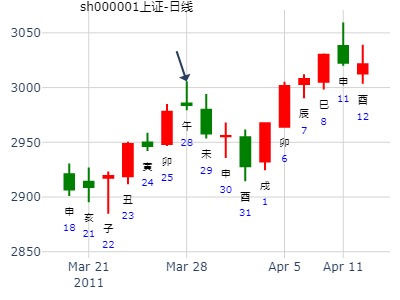 sh000001上证-日线
3050
3000
2950
2900
2850
申
18
亥
21
子
22
丑
23
寅
24
卯
25
午
28
未
29
申
30
酉
31
戌
1
卯
6
辰
7
巳
8
申
11
酉
12
Mar 21
2011
Mar 28
Apr 5
Apr 11